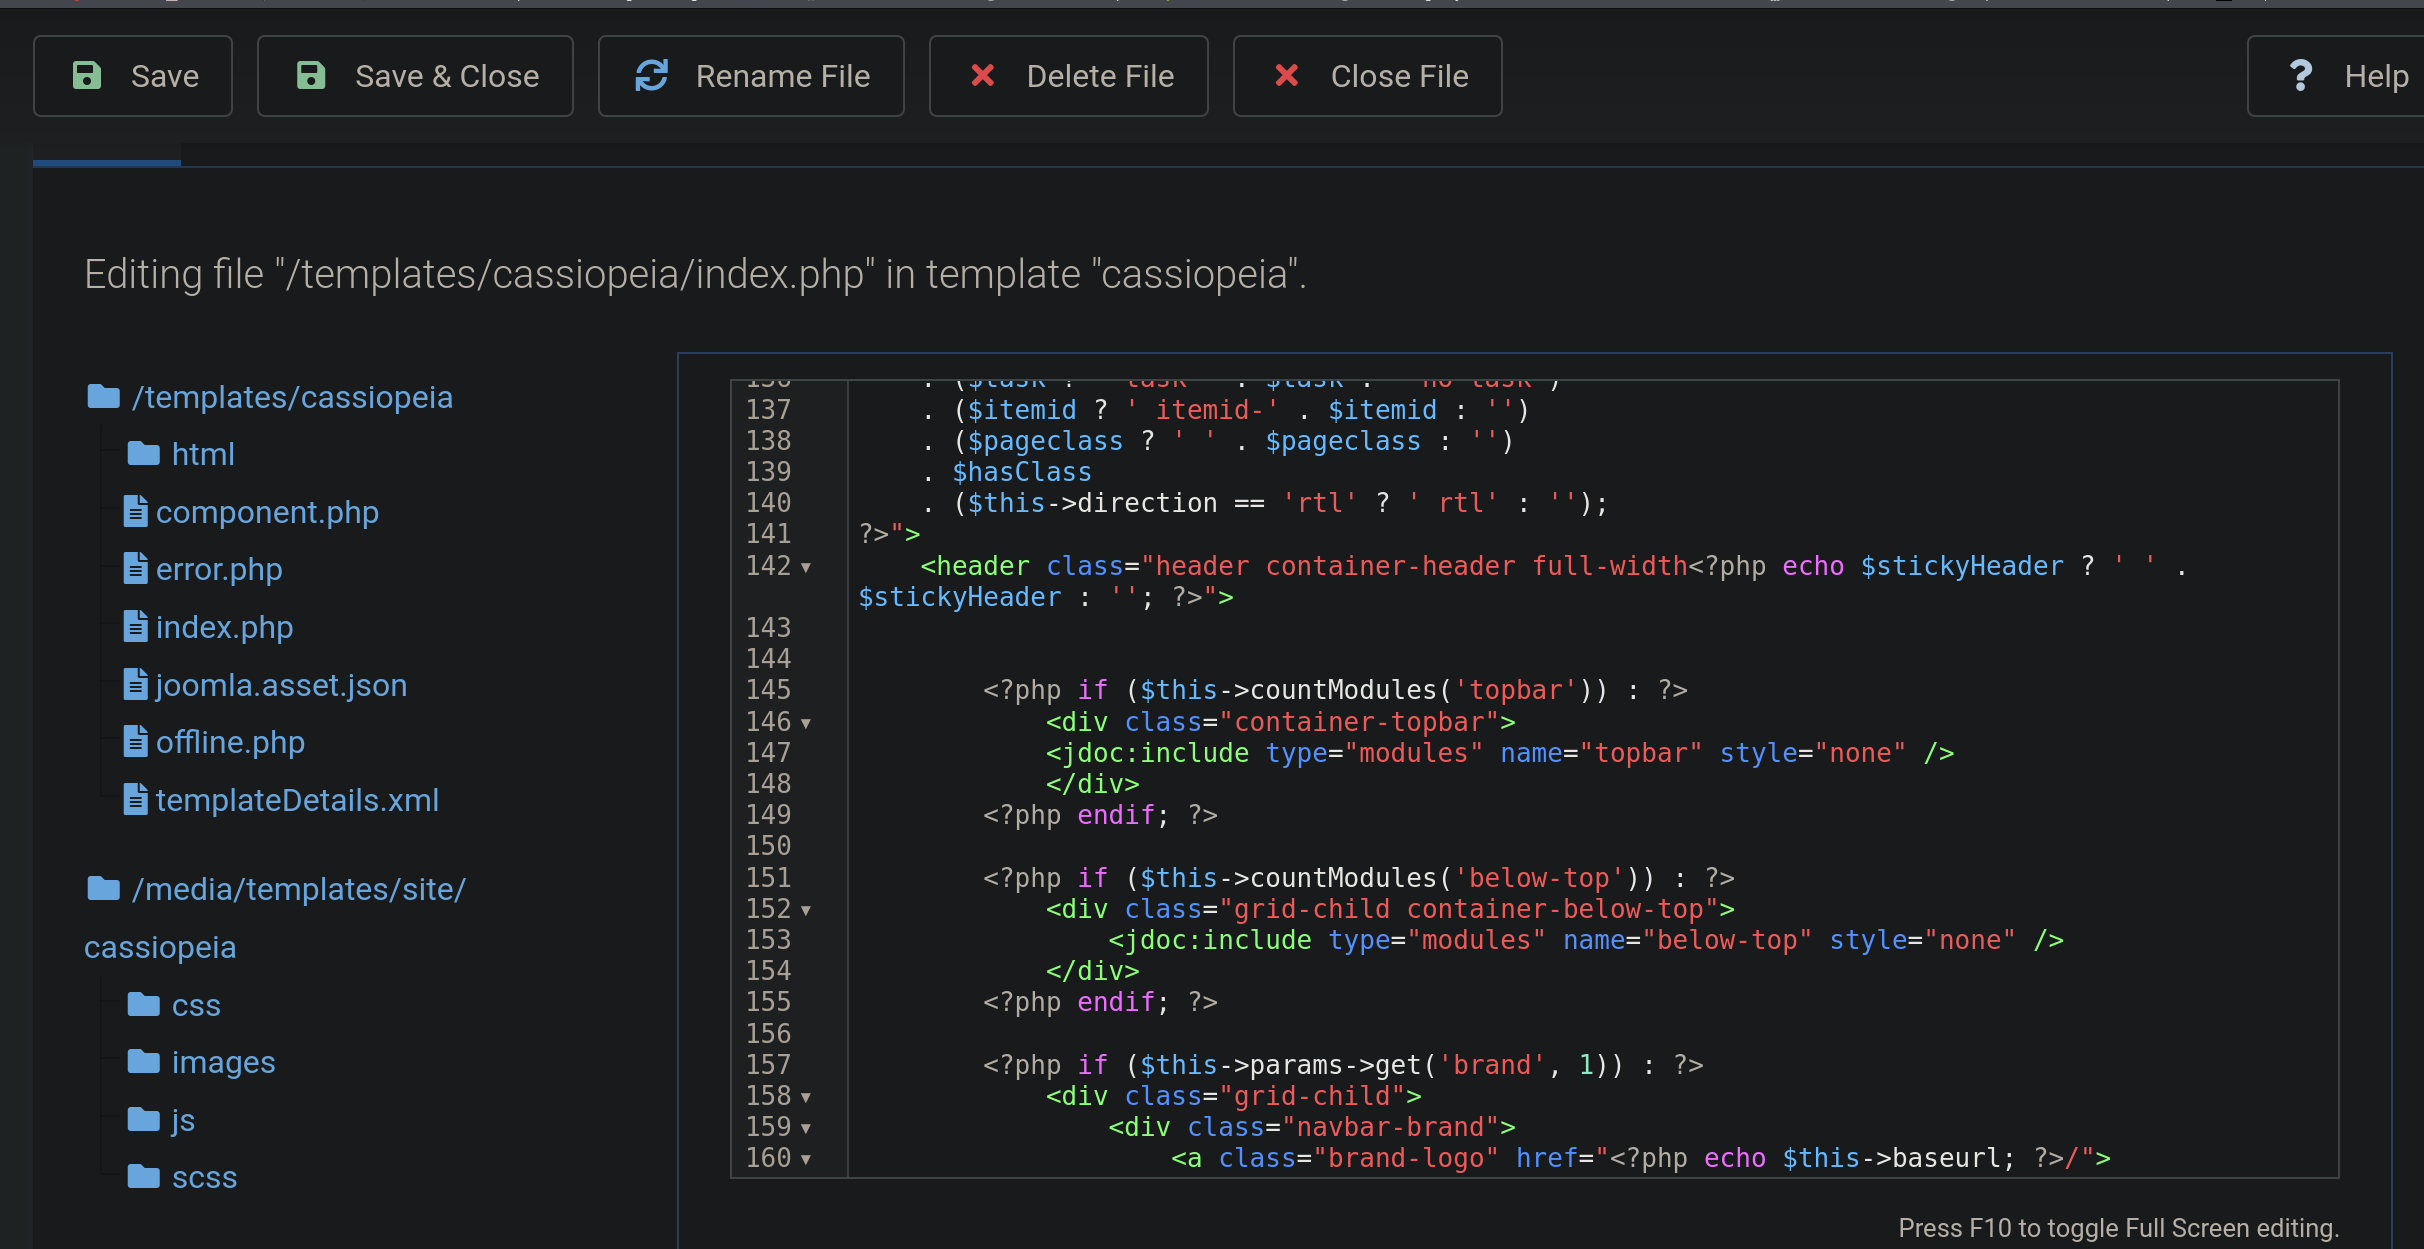 Save
Save & Close
Rename File
Delete File
Close File
? Help
Editing file "/templates/cassiopeia/index.php" in template "cassiopeia".
/templates/cassiopeia
html
component.php
error.php
index.php
joomla.asset.json
offline.php
templateDetails.xml
/media/templates/site/
cassiopeia
css
images
js
scss
137 . ($itemid ? ' itemid-' . $itemid : '')
138 . ($pageclass ? ' ' . $pageclass : '')
139 . $hasClass
140 . ($this->direction == 'rtl' ? ' rtl' : '');
141 ?>">
142 <header class="header container-header full-width<?php echo $stickyHeader ? ' ' .
$stickyHeader : ''; ?>">
143
144
145 <?php if ($this->countModules('topbar')) : ?>
146 <div class="container-topbar">
147 <jdoc:include type="modules" name="topbar" style="none" />
148 </div>
149 <?php endif; ?>
150
151 <?php if ($this->countModules('below-top')) : ?>
152 <div class="grid-child container-below-top">
153 <jdoc:include type="modules" name="below-top" style="none" />
154 </div>
155 <?php endif; ?>
156
157 <?php if ($this->params->get('brand', 1)) : ?>
158 <div class="grid-child">
159 <div class="navbar-brand">
160 <a class="brand-logo" href="<?php echo $this->baseurl; ?>/">
Press F10 to toggle Full Screen editing.